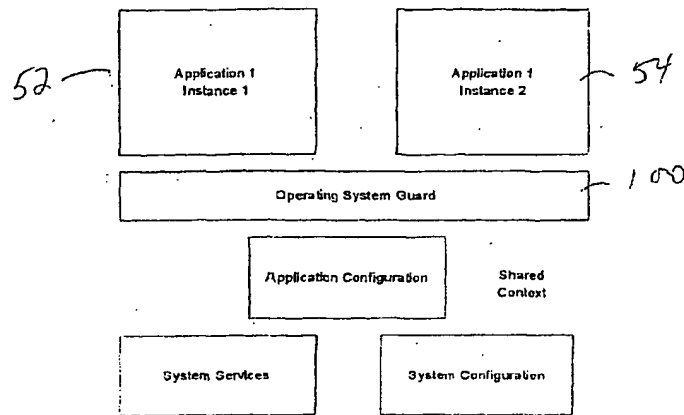 52
Application 1
Instance 1
Application 1
Instance 2
54
Operating System Guard
100
Application Configuration
Shared
Context
System Services
System Configuration